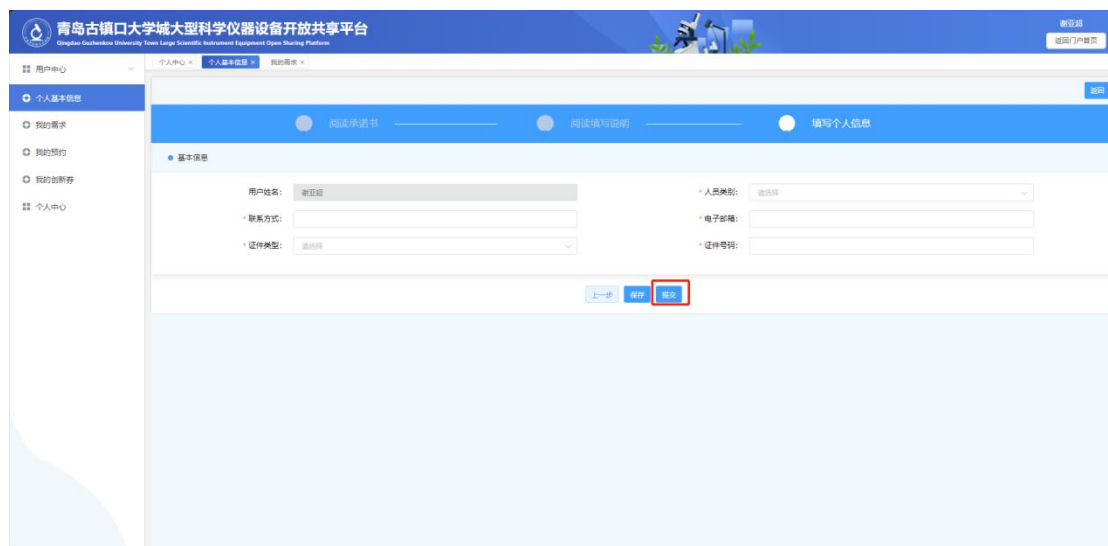 青岛古镇口大学城大型科学仪器设备开放共享平台
Qingdao Guzhenkou University Town Large Scientific Instrument Equipment Open Sharing Platform
谢亚超
返回门户首页
用户中心
个人中心 × 个人基本信息 × 我的需求 ×
返回
个人基本信息
我的需求
我的预约
我的创新券
个人中心
阅读承诺书 阅读填写说明 填写个人信息
基本信息
用户姓名: 谢亚超 * 人员类别: 请选择
* 联系方式: * 电子邮箱:
* 证件类型: 请选择 * 证件号码:
上一步 保存 提交